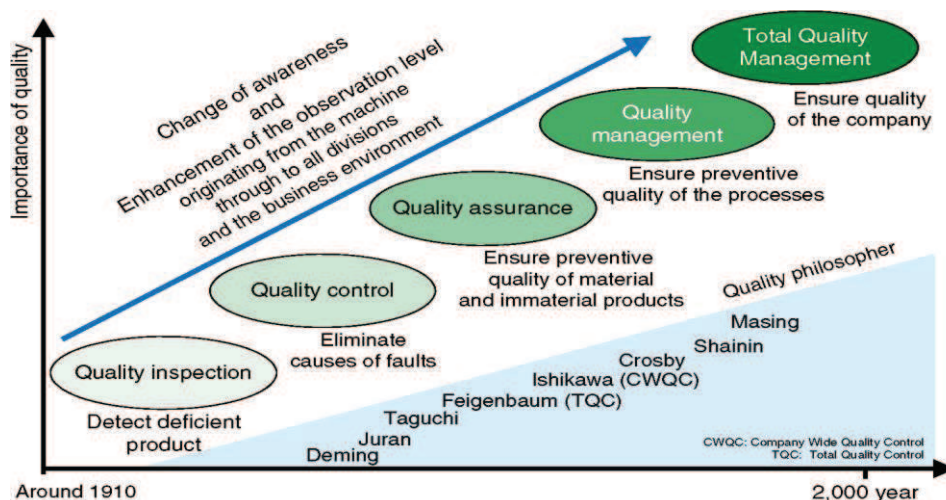 Importance of quality
Change of awareness
and
Enhancement of the observation level
originating from the machine
through to all divisions
and the business environment
Total Quality
Management
Ensure quality
of the company
Quality
management
Ensure preventive
quality of the processes
Quality assurance
Ensure preventive
quality of material
and immaterial products
Quality control
Eliminate
causes of faults
Quality inspection
Detect deficient
product
Quality philosopher
Masing
Shainin
Crosby
Ishikawa (CWQC)
Feigenbaum (TQC)
Taguchi
Juran
Deming
CWQC: Company Wide Quality Control
TQC: Total Quality Control
Around 1910
2,000 year